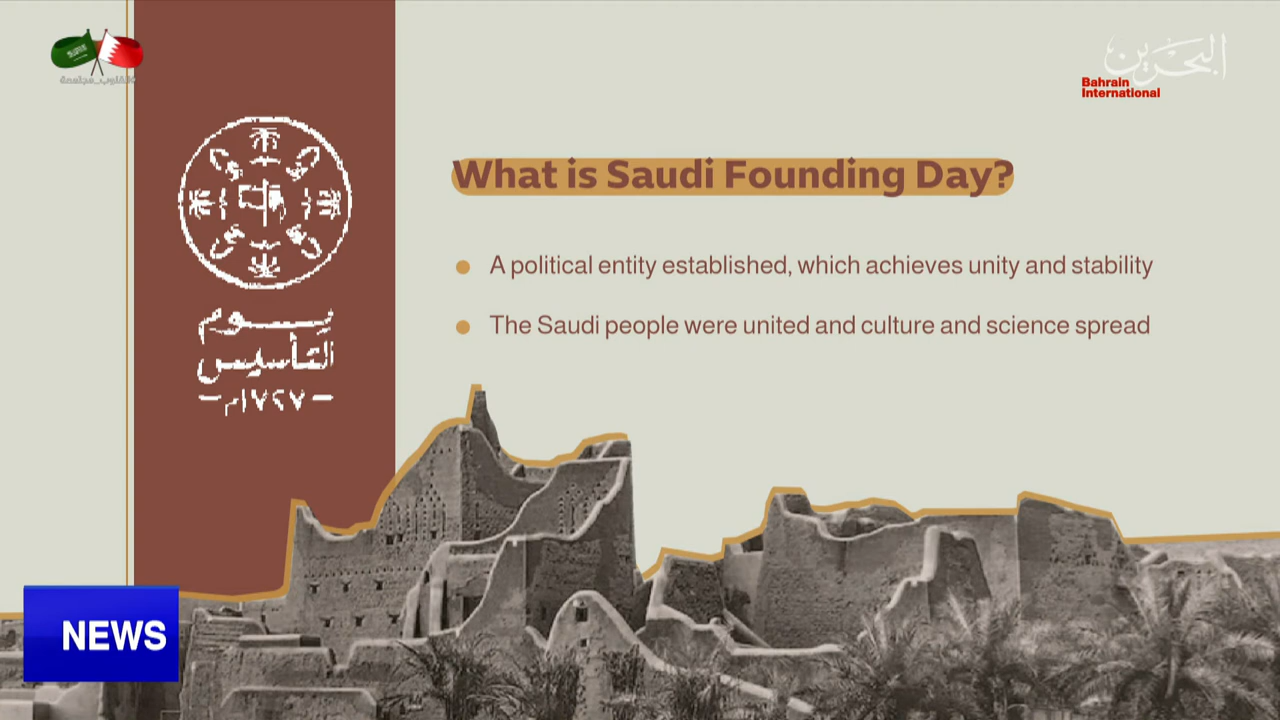 البحرين
Bahrain
International
What is Saudi Founding Day?
A political entity established, which achieves unity and stability
The Saudi people were united and culture and science spread
يوم
التأسيس
١٧٢٧م
NEWS